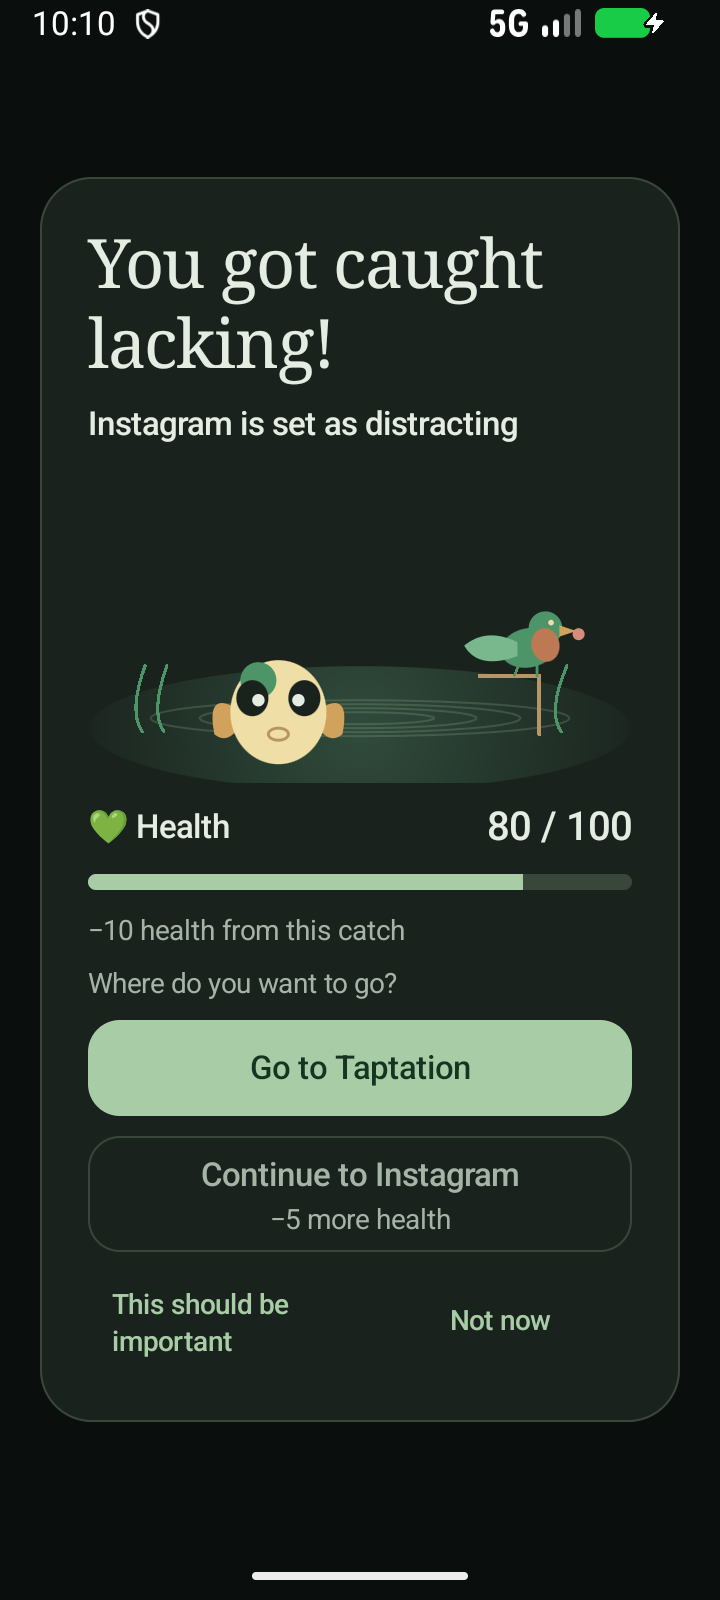 10:10
5G
You got caught
lacking!
Instagram is set as distracting
💚 Health
80 / 100
−10 health from this catch
Where do you want to go?
Go to Taptation
Continue to Instagram
−5 more health
This should be
important
Not now